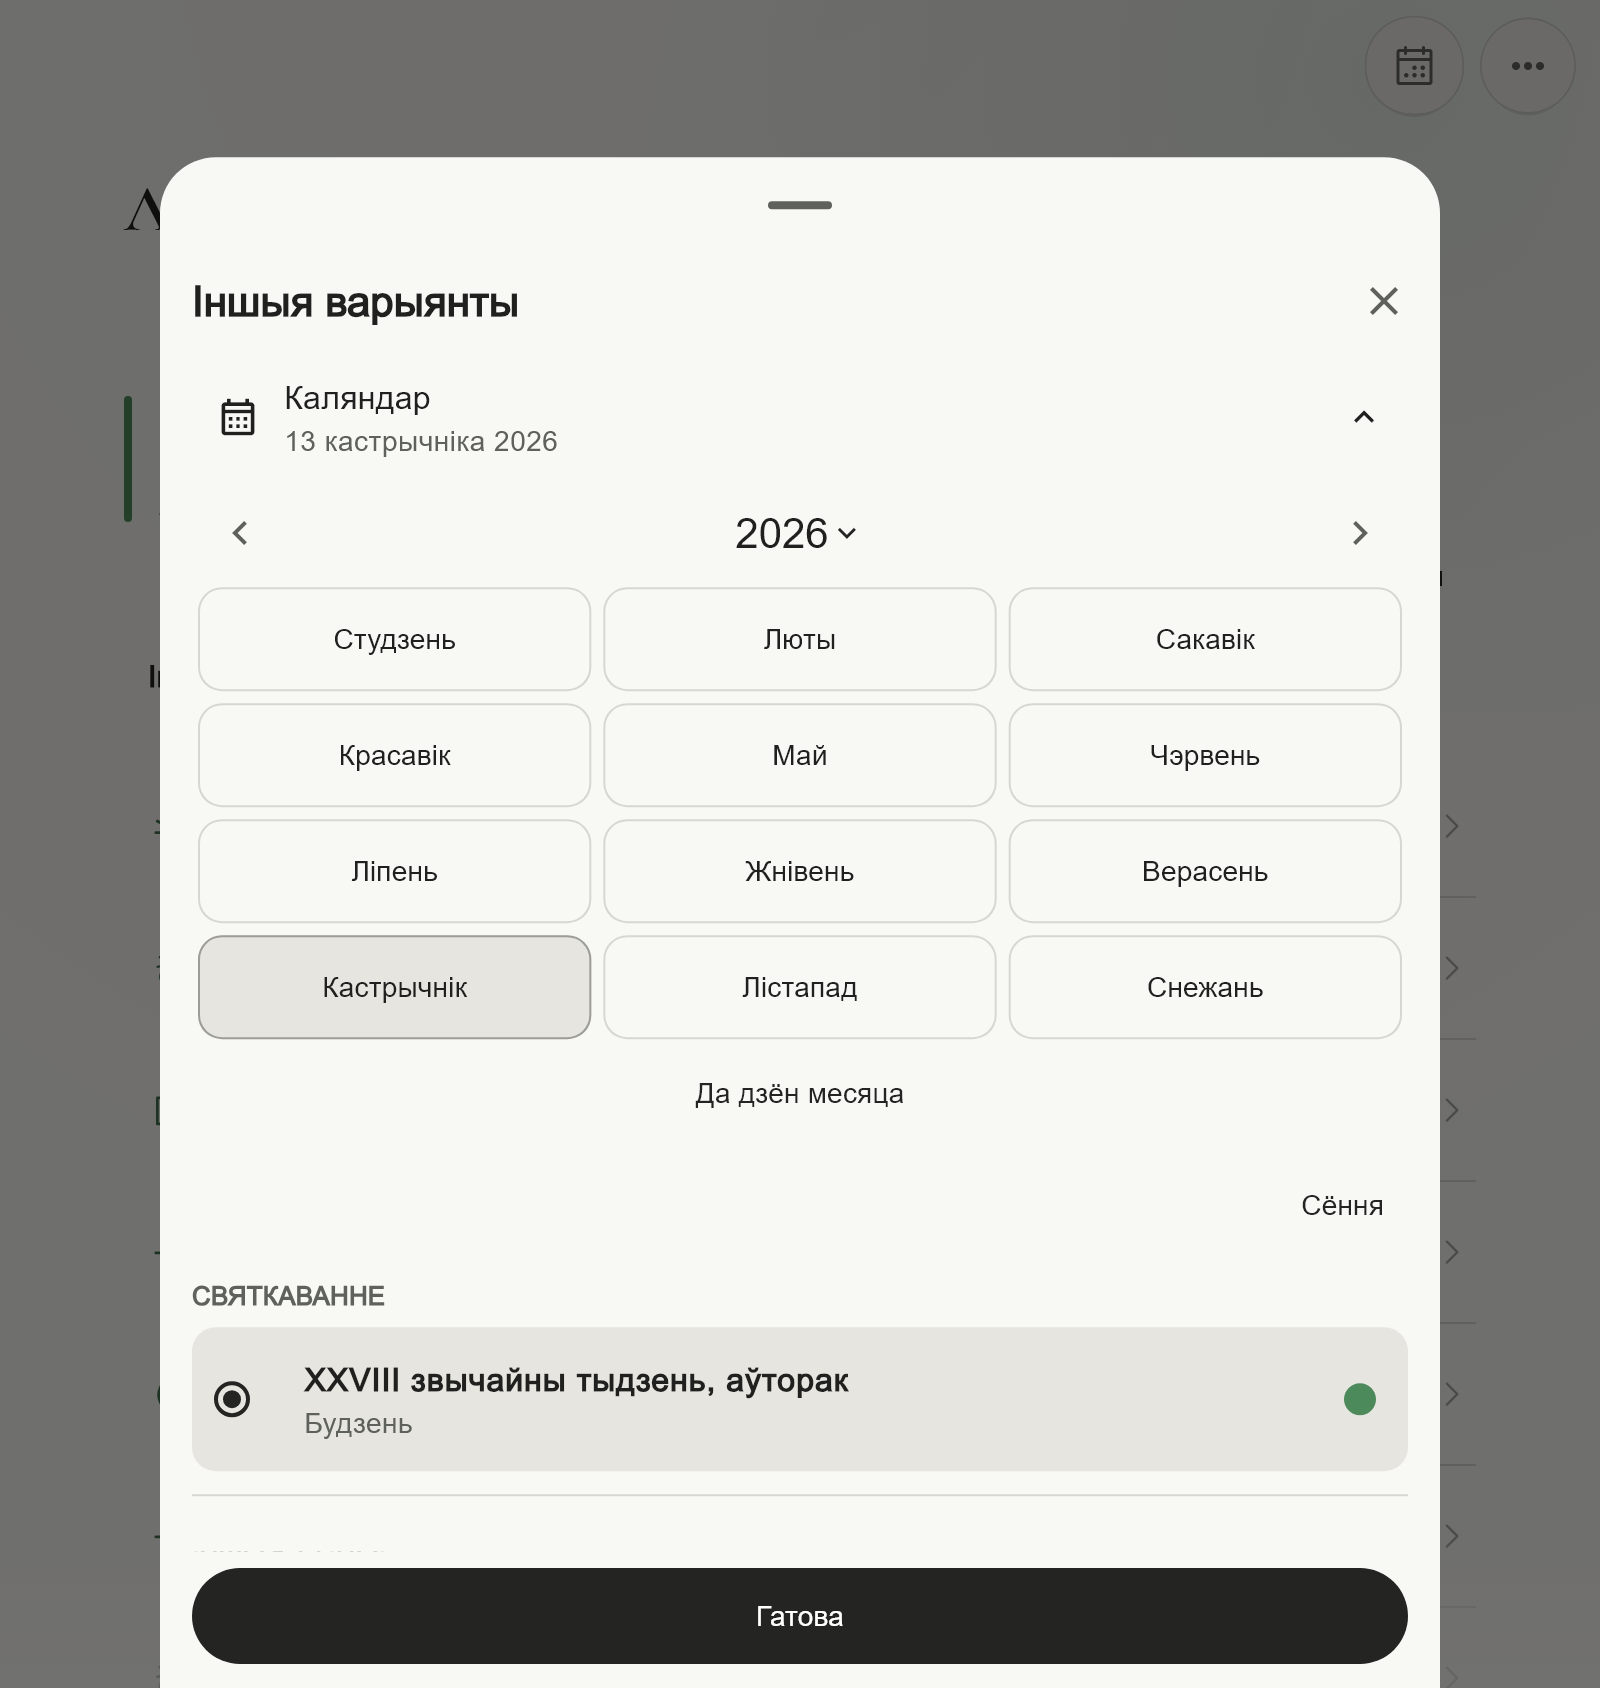 Іншыя варыянты
Каляндар
13 кастрычніка 2026
2026
Студзень
Люты
Сакавік
Красавік
Май
Чэрвень
Ліпень
Жнівень
Верасень
Кастрычнік
Лістапад
Снежань
Да дзён месяца
Сёння
СВЯТКАВАННЕ
XXVIII звычайны тыдзень, аўторак
Будзень
Гатова